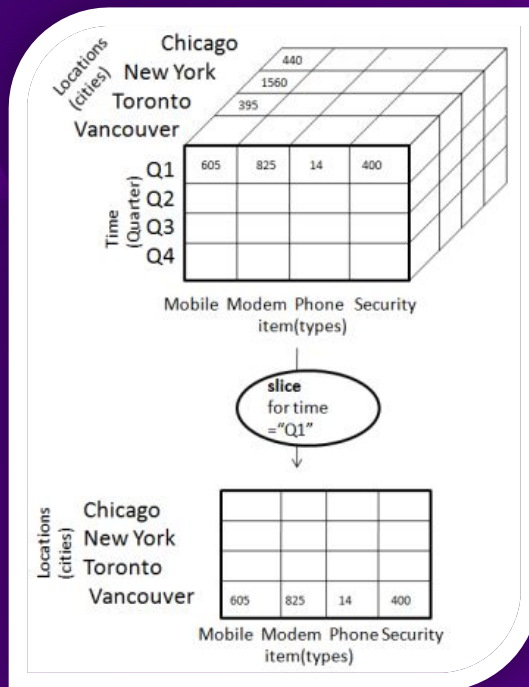 Locations
(cities)
Chicago
New York
Toronto
Vancouver
440
1560
395
Time
(Quarter)
Q1 605 825 14 400
Q2
Q3
Q4
Mobile Modem Phone Security
item(types)
slice
for time
="Q1"
Locations
(cities)
Chicago
New York
Toronto
Vancouver 605 825 14 400
Mobile Modem Phone Security
item(types)